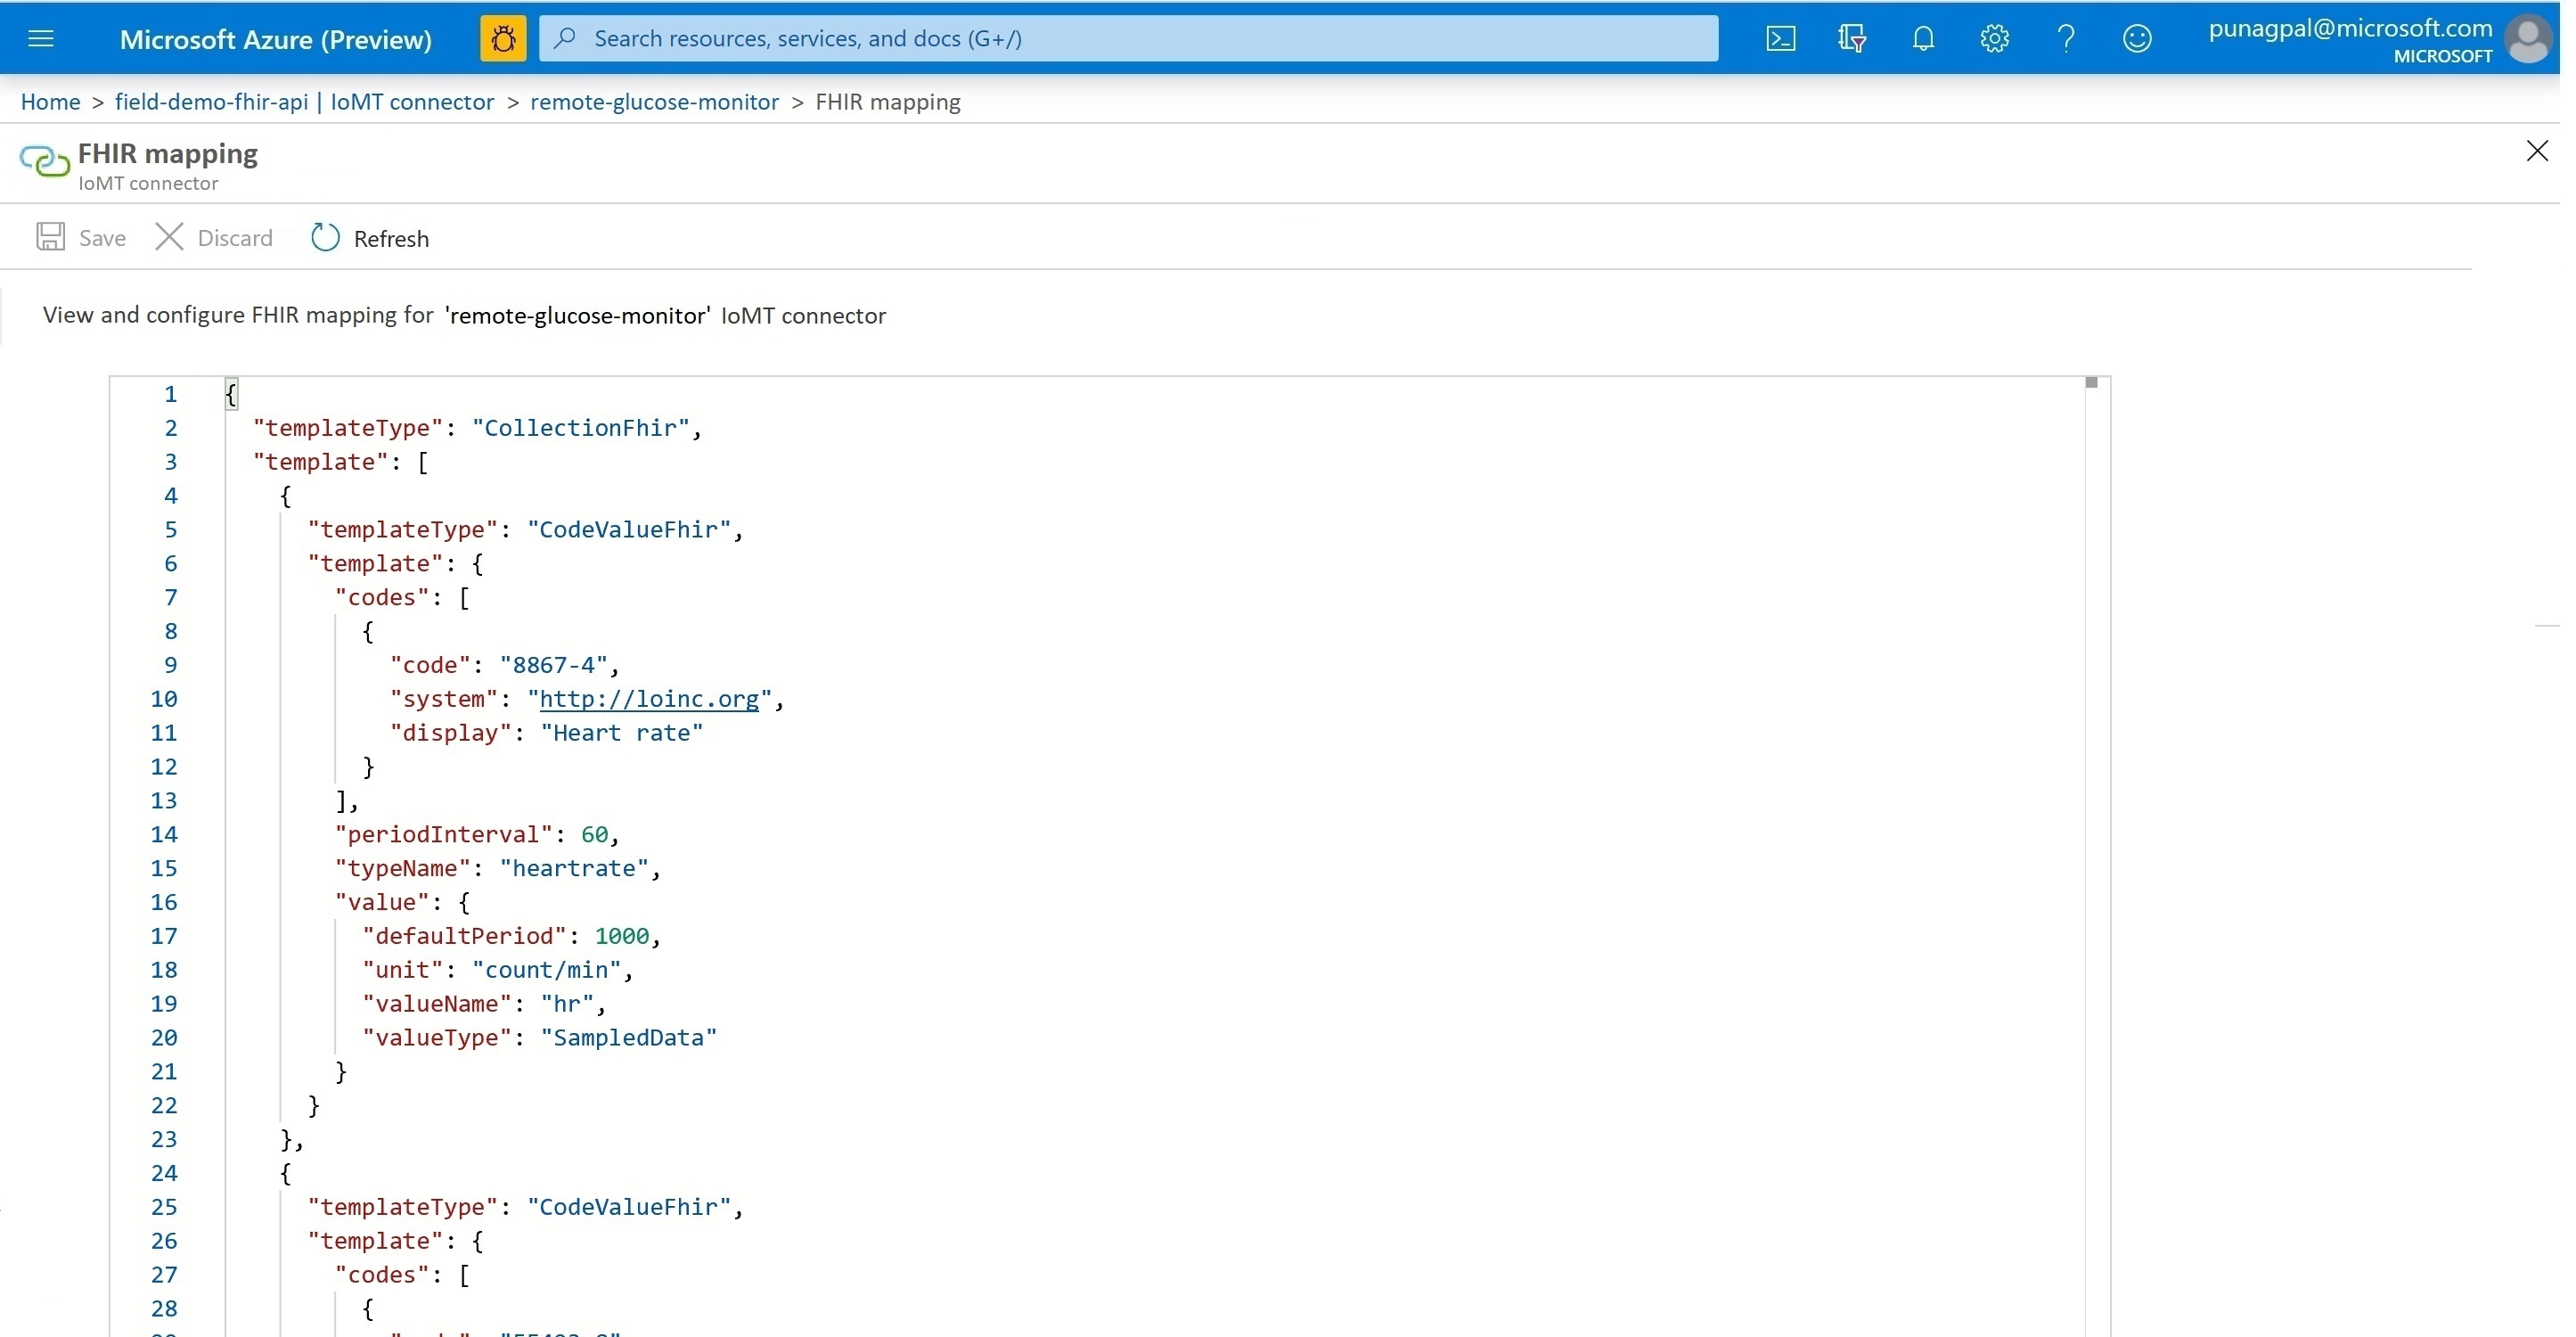 Microsoft Azure (Preview)
Search resources, services, and docs (G+/)
punagpal@microsoft.com
MICROSOFT
Home > field-demo-fhir-api | IoMT connector > remote-glucose-monitor > FHIR mapping
FHIR mapping
IoMT connector
Save Discard Refresh
View and configure FHIR mapping for 'remote-glucose-monitor' IoMT connector
1 {
2 "templateType": "CollectionFhir",
3 "template": [
4 {
5 "templateType": "CodeValueFhir",
6 "template": {
7 "codes": [
8 {
9 "code": "8867-4",
10 "system": "http://loinc.org",
11 "display": "Heart rate"
12 }
13 ],
14 "periodInterval": 60,
15 "typeName": "heartrate",
16 "value": {
17 "defaultPeriod": 1000,
18 "unit": "count/min",
19 "valueName": "hr",
20 "valueType": "SampledData"
21 }
22 }
23 },
24 {
25 "templateType": "CodeValueFhir",
26 "template": {
27 "codes": [
28 {